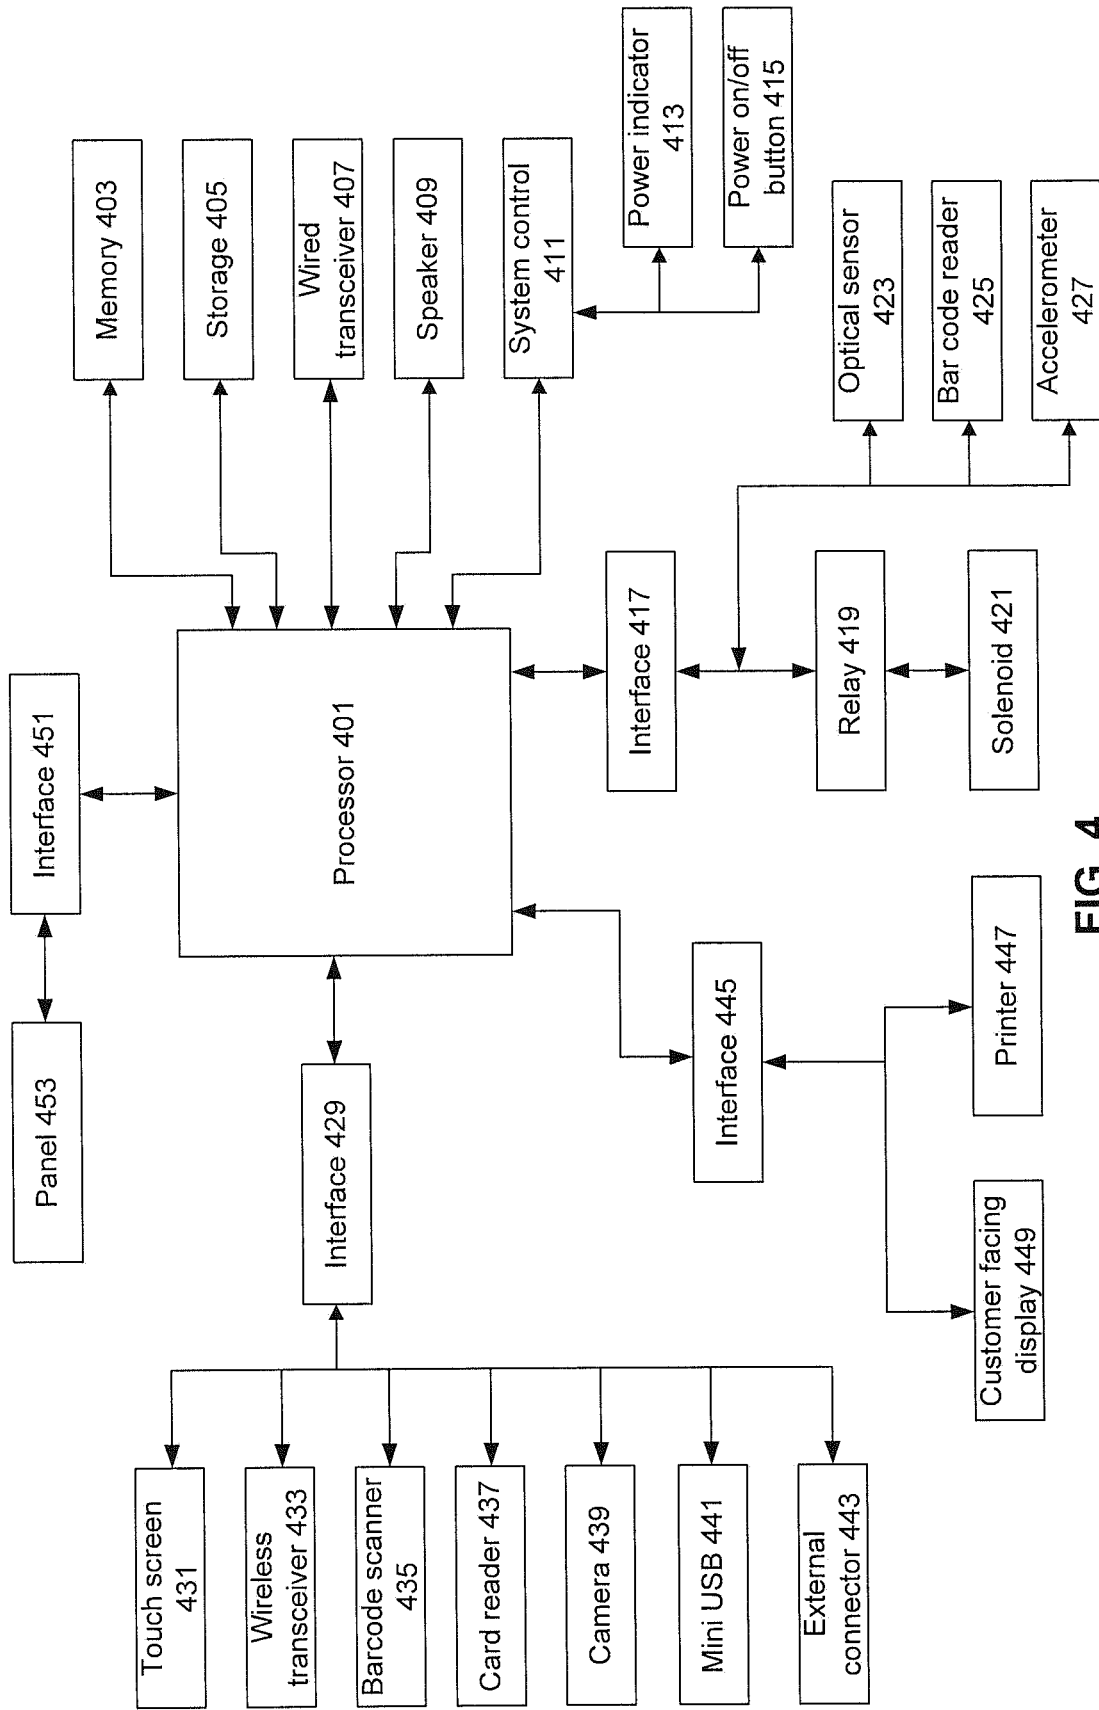 Touch screen
431
Wireless
transceiver 433
Barcode scanner
435
Card reader 437
Camera 439
Mini USB 441
External
connector 443
Panel 453
Interface 451
Interface 429
Processor 401
Interface 445
Customer facing
display 449
Printer 447
Memory 403
Storage 405
Wired
transceiver 407
Speaker 409
System control
411
Power indicator
413
Power on/off
button 415
Interface 417
Relay 419
Solenoid 421
Optical sensor
423
Bar code reader
425
Accelerometer
427
FIG. 4